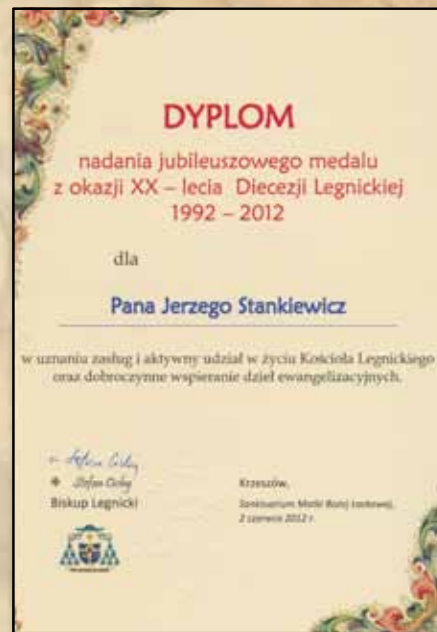 DYPLOM
nadania jubileuszowego medalu
z okazji XX – lecia Diecezji Legnickiej
1992 – 2012
dla
Pana Jerzego Stankiewicz
w uznaniu zasług i aktywny udział w życiu Kościoła Legnickiego
oraz dobroczynne wspieranie dzieł ewangelizacyjnych.
Stefan Cichy
Biskup Legnicki
Krzeszów,
Sanktuarium Matki Bożej Łaskawej,
2 czerwca 2012 r.